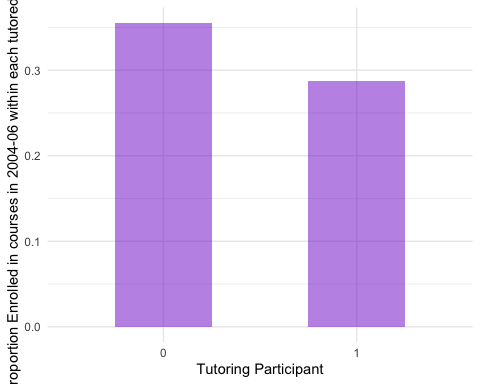 roportion Enrolled in courses in 2004-06 within each tutored
0.3
0.2
0.1
0.0
0 1
Tutoring Participant